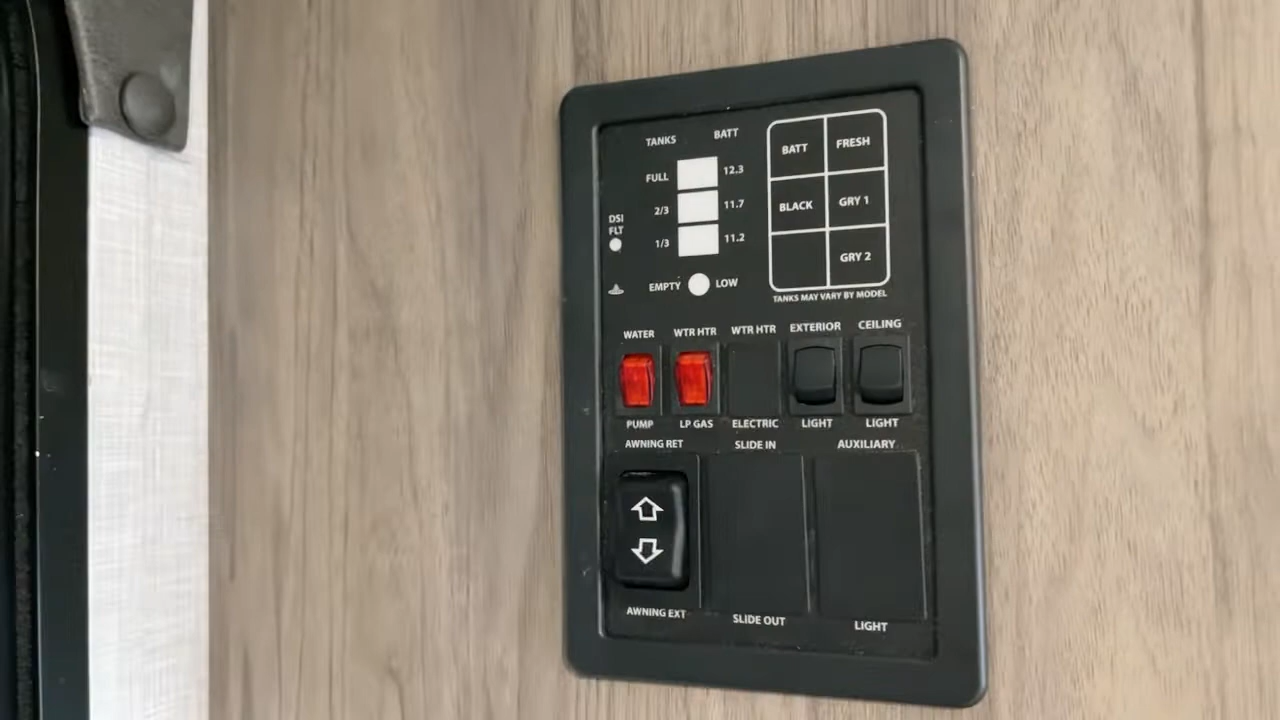 TANKS BATT
FULL 12.3
2/3 11.7
1/3 11.2
DSI
FLT
EMPTY LOW
BATT FRESH
BLACK GRY 1
GRY 2
TANKS MAY VARY BY MODEL
WATER WTR HTR WTR HTR EXTERIOR CEILING
PUMP LP GAS ELECTRIC LIGHT LIGHT
AWNING RET SLIDE IN AUXILIARY
AWNING EXT SLIDE OUT LIGHT